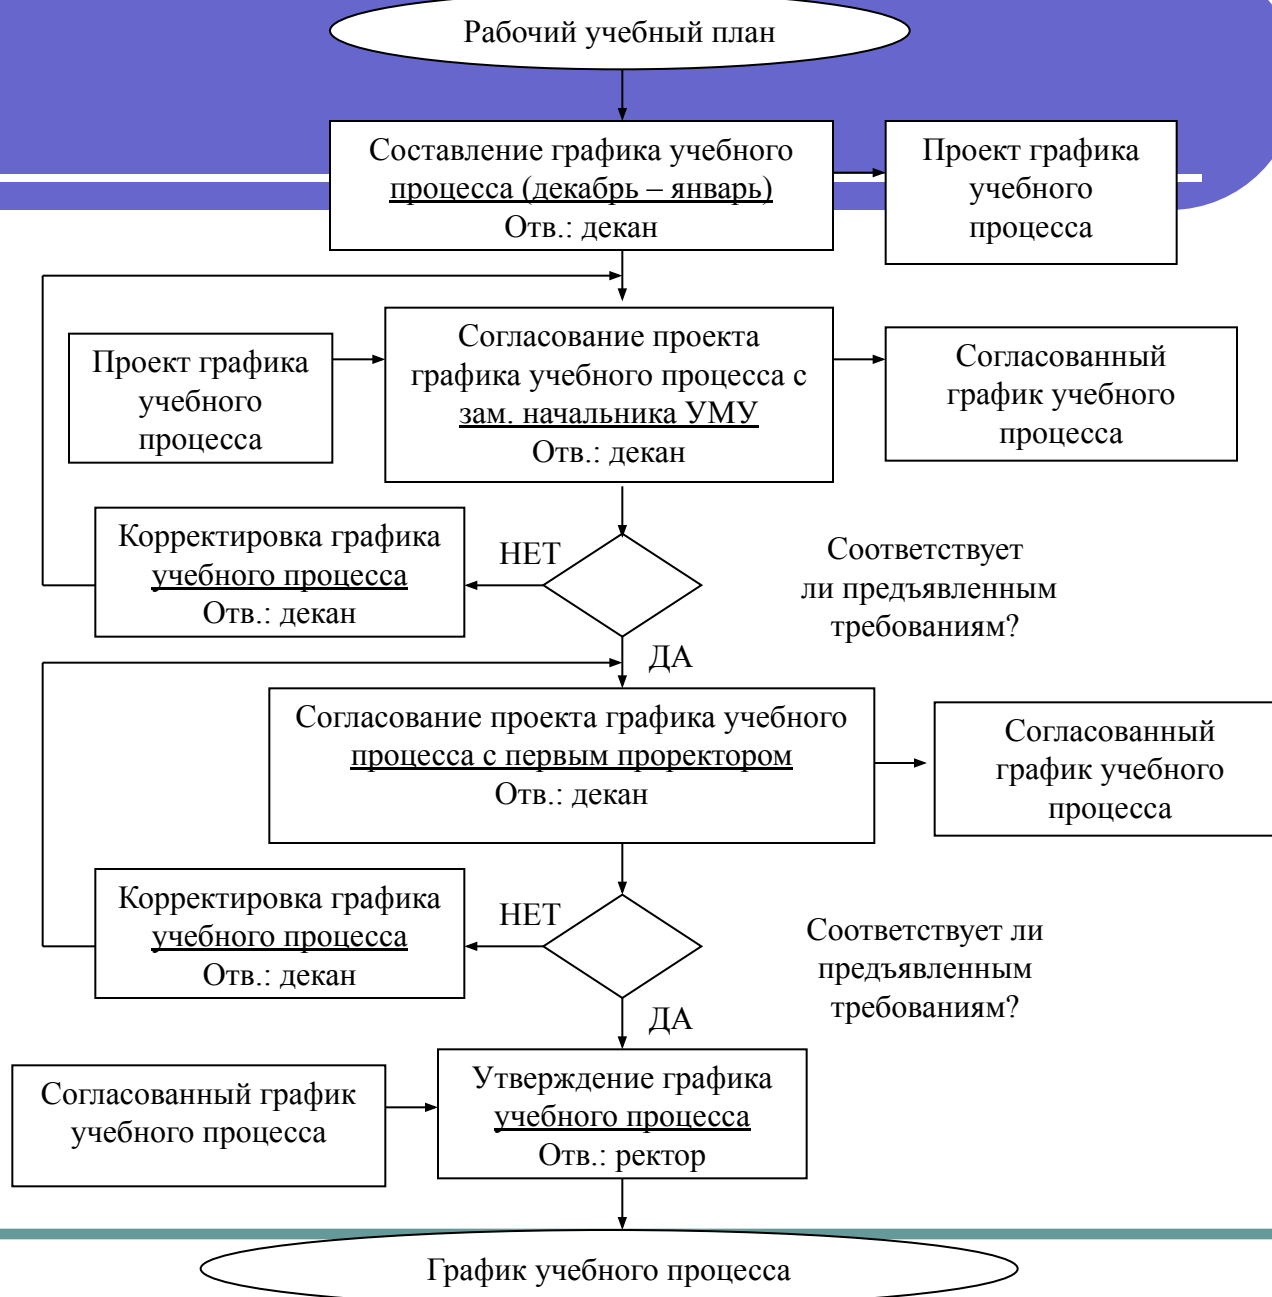 Рабочий учебный план
Составление графика учебного
процесса (декабрь – январь)
Отв.: декан
Проект графика
учебного
процесса
Проект графика
учебного
процесса
Согласование проекта
графика учебного процесса с
зам. начальника УМУ
Отв.: декан
Согласованный
график учебного
процесса
Корректировка графика
учебного процесса
Отв.: декан
НЕТ
Соответствует
ли предъявленным
требованиям?
ДА
Согласование проекта графика учебного
процесса с первым проректором
Отв.: декан
Согласованный
график учебного
процесса
Корректировка графика
учебного процесса
Отв.: декан
НЕТ
Соответствует ли
предъявленным
требованиям?
ДА
Согласованный график
учебного процесса
Утверждение графика
учебного процесса
Отв.: ректор
График учебного процесса